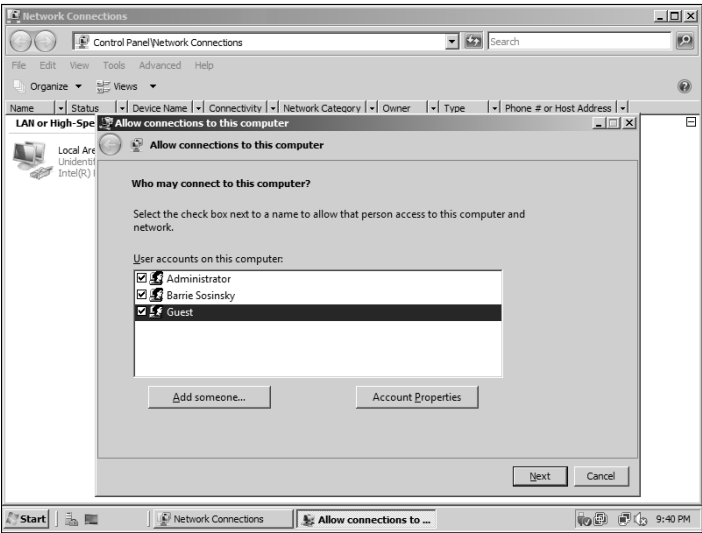 Network Connections
Control Panel\Network Connections
Search
File Edit View Tools Advanced Help
Organize Views
Name Status Device Name Connectivity Network Category Owner Type Phone # or Host Address
LAN or High-Spe
Allow connections to this computer
Local Are
Unidentif
Intel(R)
Allow connections to this computer
Who may connect to this computer?
Select the check box next to a name to allow that person access to this computer and
network.
User accounts on this computer:
Administrator
Barrie Sosinsky
Guest
Add someone... Account Properties
Next Cancel
Start Network Connections Allow connections to ... 9:40 PM